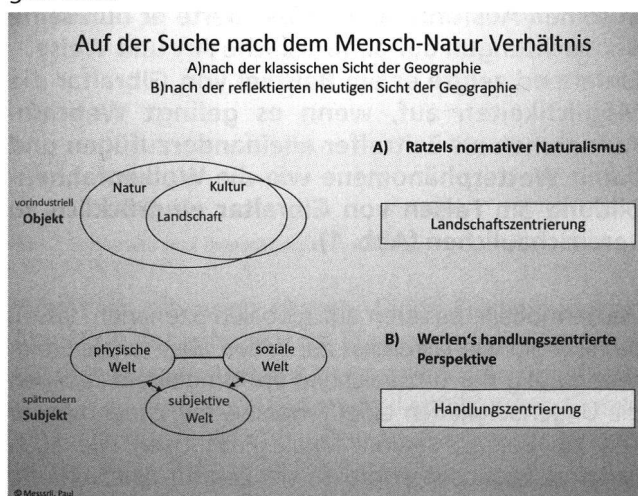 Auf der Suche nach dem Mensch-Natur Verhältnis
A)nach der klassischen Sicht der Geographie
B)nach der reflektierten heutigen Sicht der Geographie
A) Ratzels normativer Naturalismus
Natur
Kultur
vorindustriell
Objekt
Landschaft
Landschaftszentrierung
B) Werlen's handlungszentrierte
Perspektive
physische
Welt
soziale
Welt
spätmodern
Subjekt
subjektive
Welt
Handlungszentrierung
© Messerli, Paul